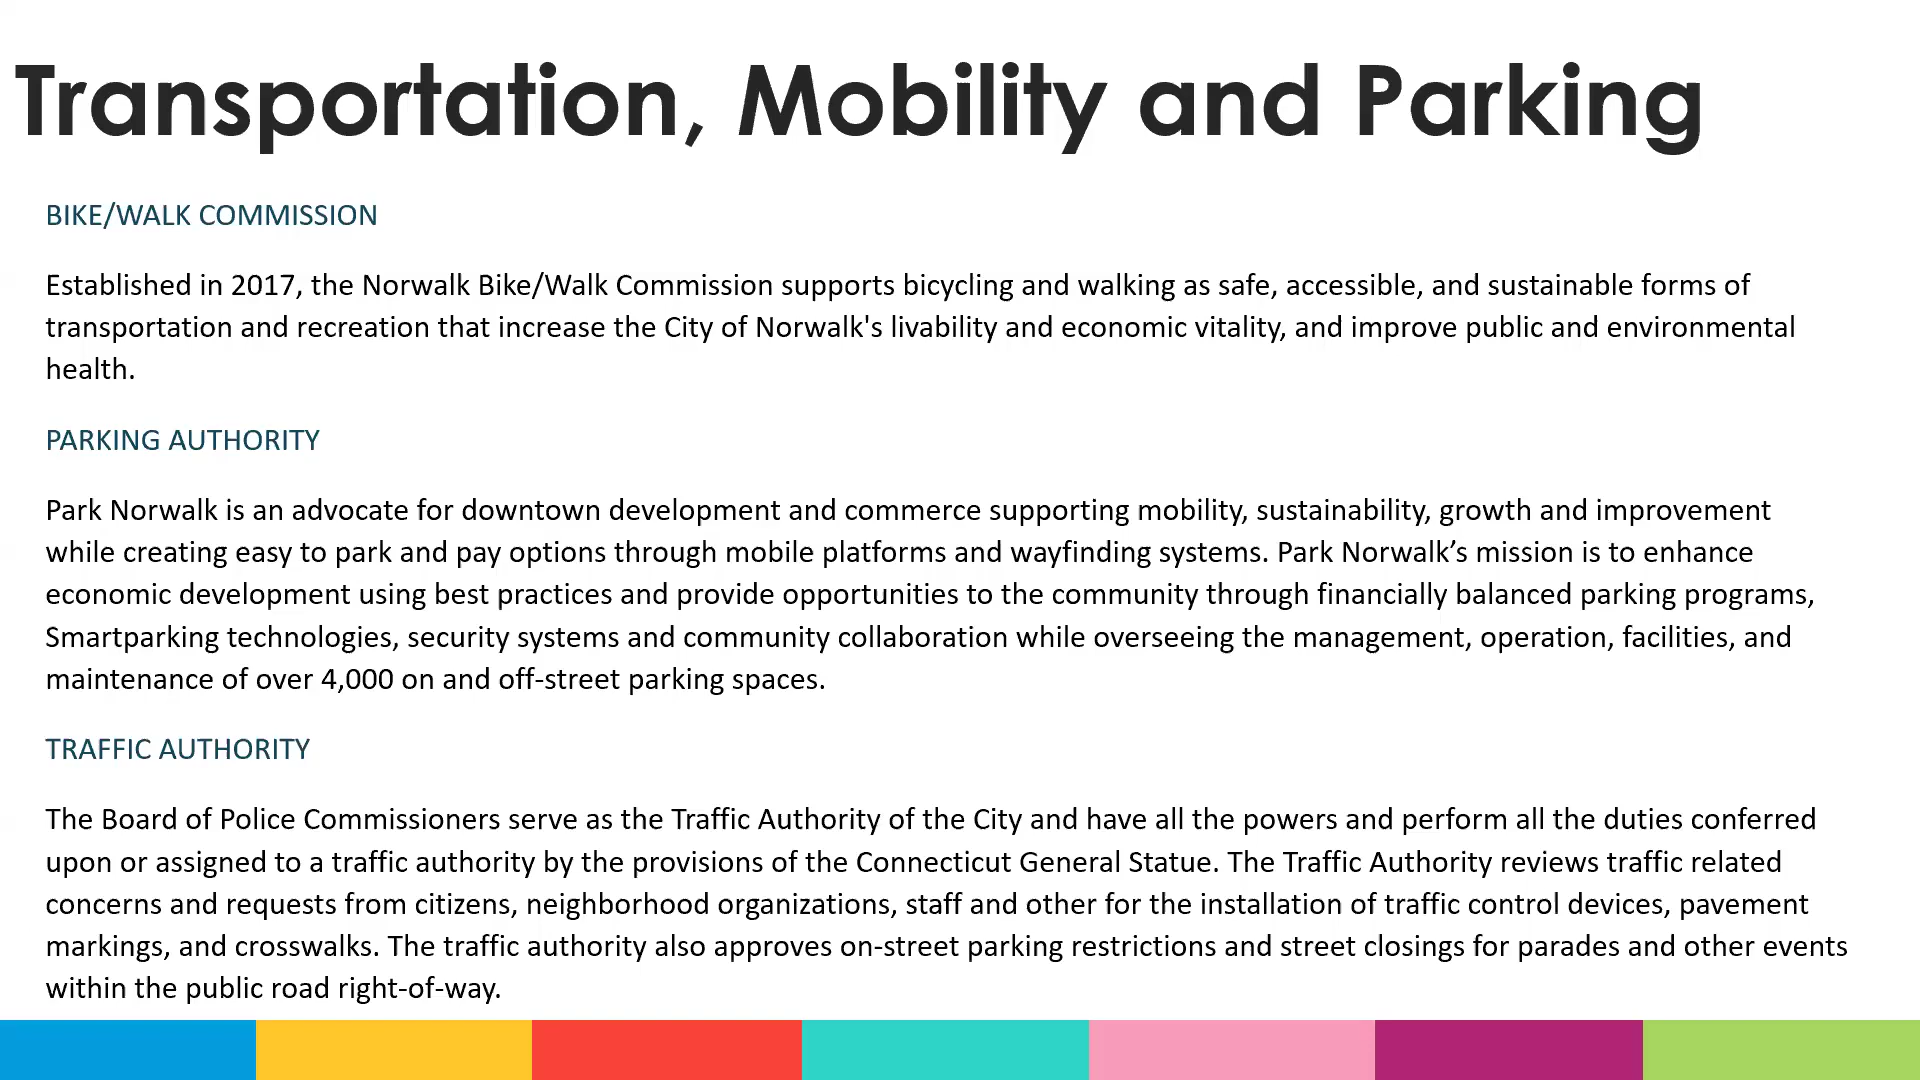 Transportation, Mobility and Parking
BIKE/WALK COMMISSION
Established in 2017, the Norwalk Bike/Walk Commission supports bicycling and walking as safe, accessible, and sustainable forms of
transportation and recreation that increase the City of Norwalk's livability and economic vitality, and improve public and environmental
health.
PARKING AUTHORITY
Park Norwalk is an advocate for downtown development and commerce supporting mobility, sustainability, growth and improvement
while creating easy to park and pay options through mobile platforms and wayfinding systems. Park Norwalk’s mission is to enhance
economic development using best practices and provide opportunities to the community through financially balanced parking programs,
Smartparking technologies, security systems and community collaboration while overseeing the management, operation, facilities, and
maintenance of over 4,000 on and off-street parking spaces.
TRAFFIC AUTHORITY
The Board of Police Commissioners serve as the Traffic Authority of the City and have all the powers and perform all the duties conferred
upon or assigned to a traffic authority by the provisions of the Connecticut General Statue. The Traffic Authority reviews traffic related
concerns and requests from citizens, neighborhood organizations, staff and other for the installation of traffic control devices, pavement
markings, and crosswalks. The traffic authority also approves on-street parking restrictions and street closings for parades and other events
within the public road right-of-way.